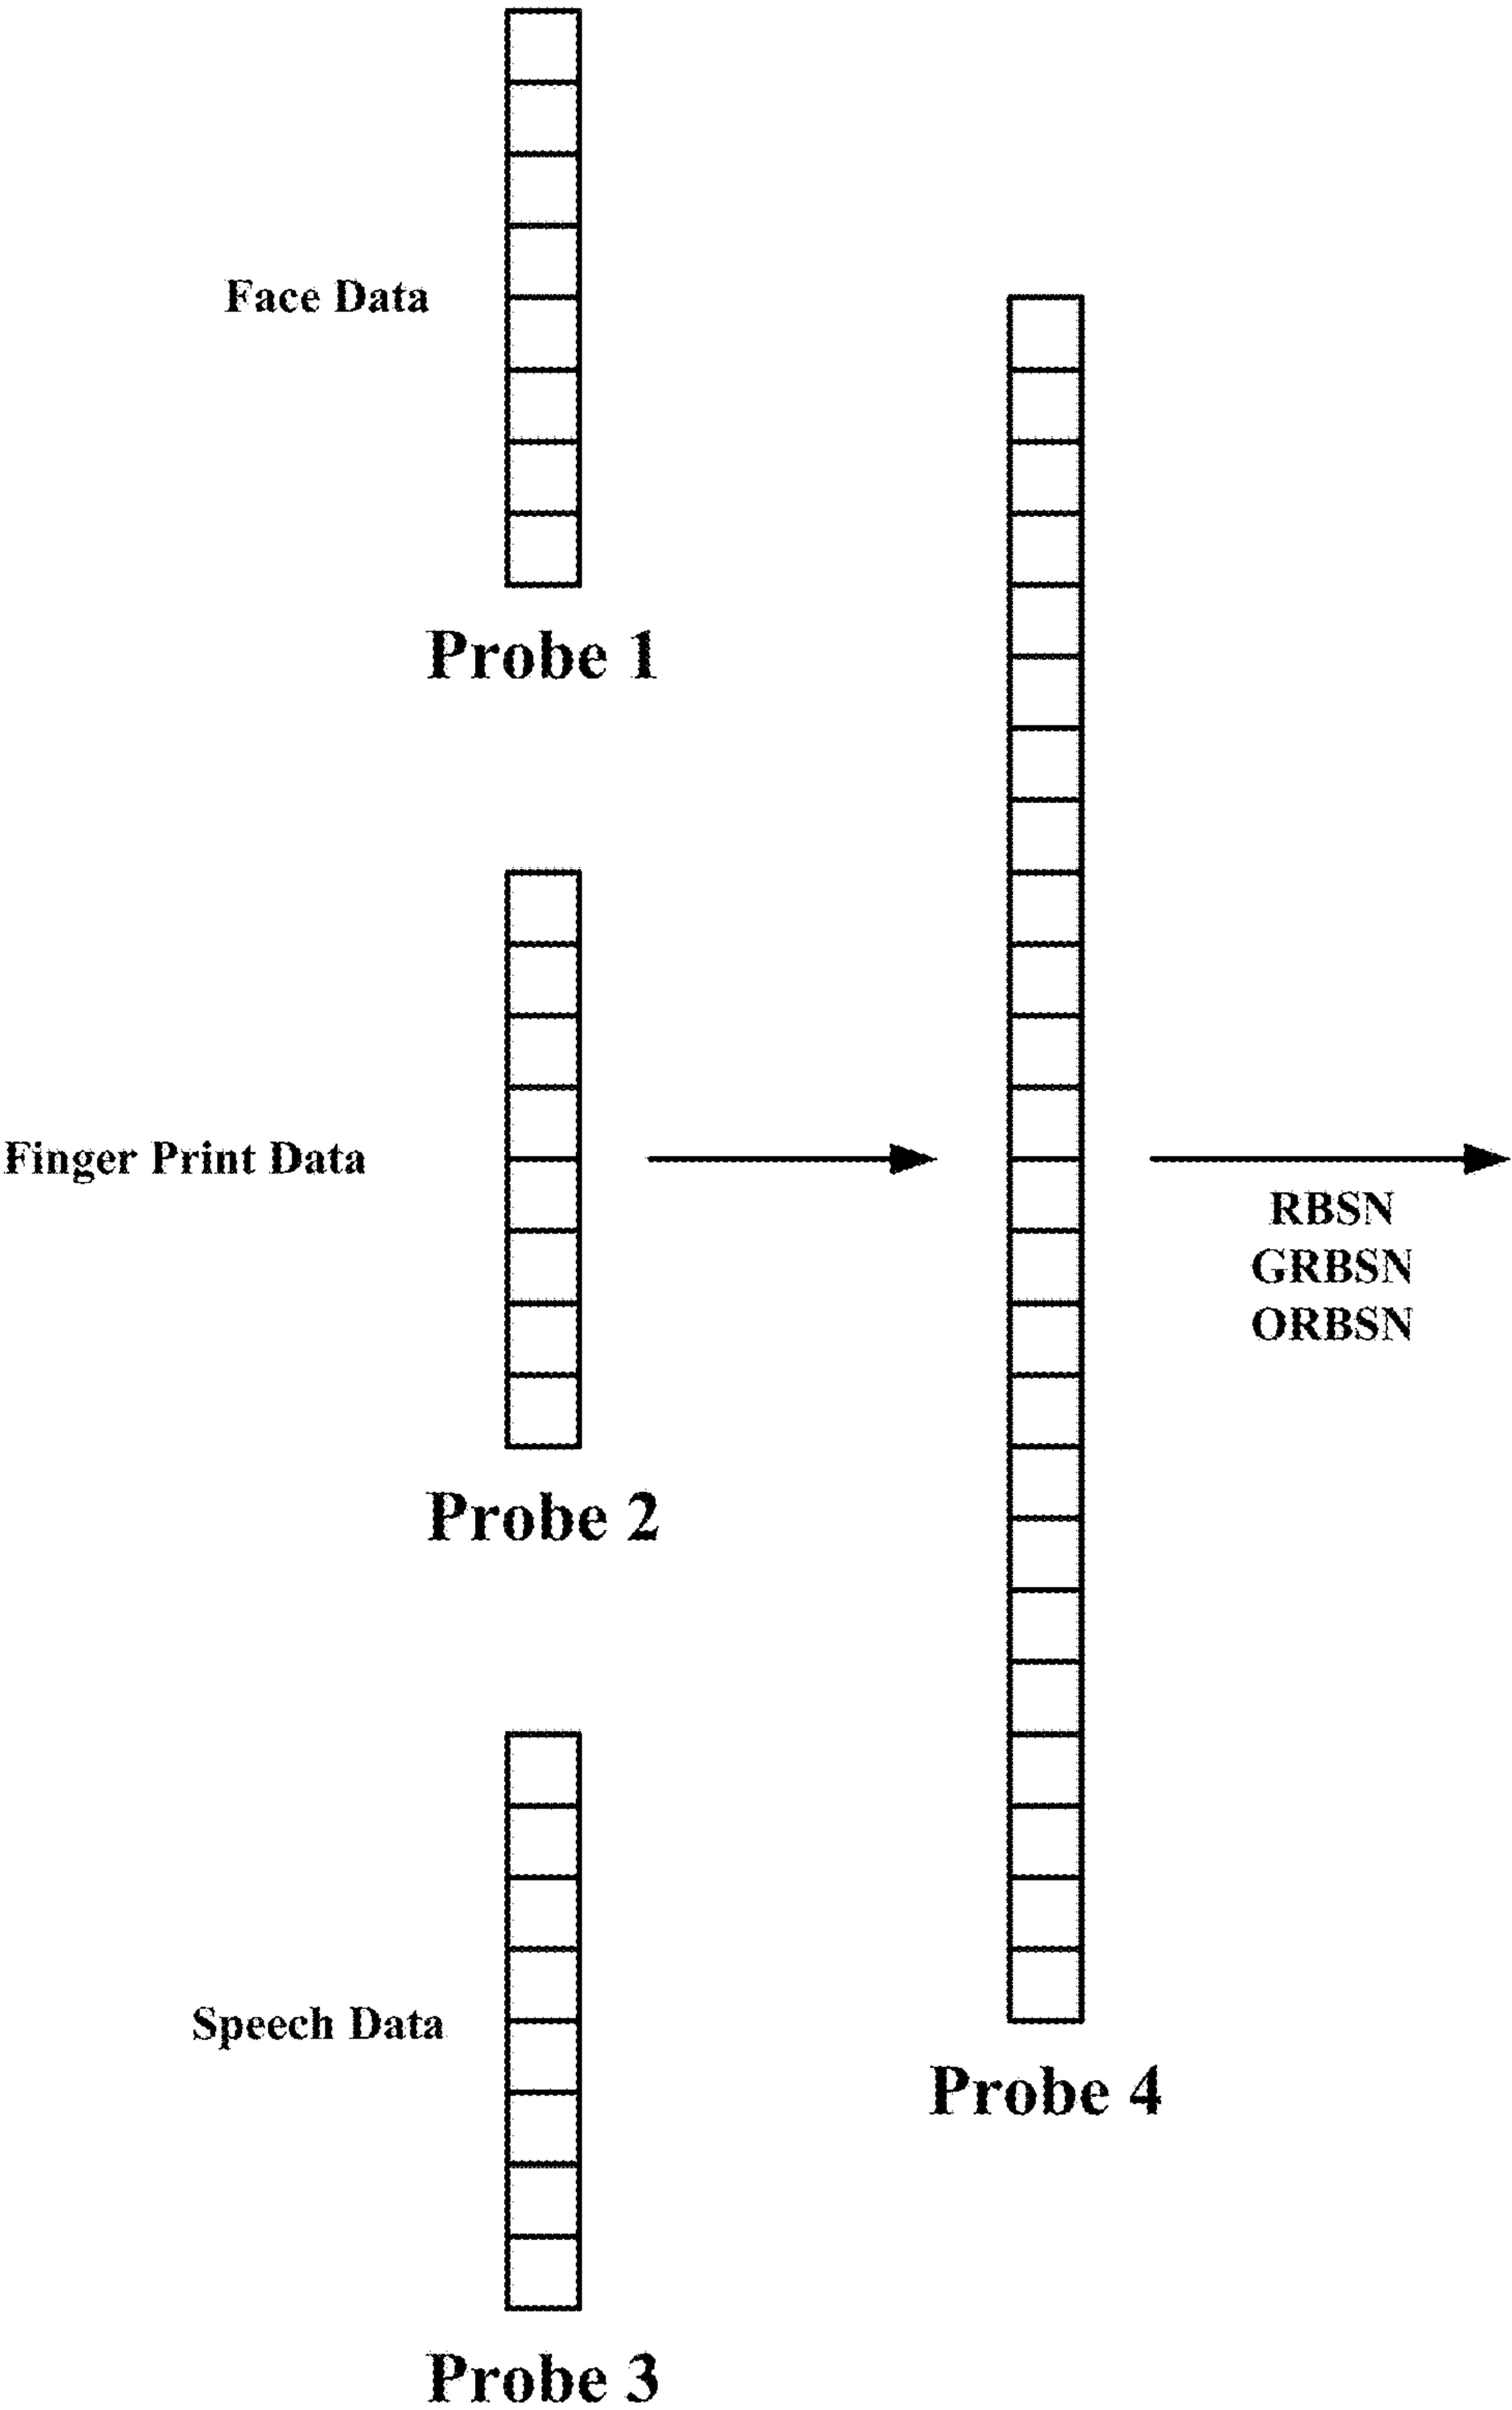 Face Data
Probe 1
Finger Print Data
RBSN
GRBSN
ORBSN
Probe 2
Speech Data
Probe 4
Probe 3